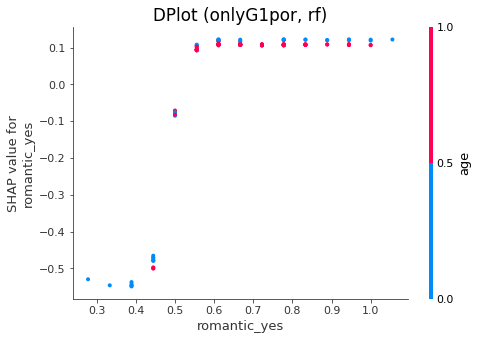 DPlot (onlyG1por, rf)
SHAP value for
romantic_yes
0.1
0.0
−0.1
−0.2
−0.3
−0.4
−0.5
0.3 0.4 0.5 0.6 0.7 0.8 0.9 1.0
romantic_yes
1.0
0.5
0.0
age